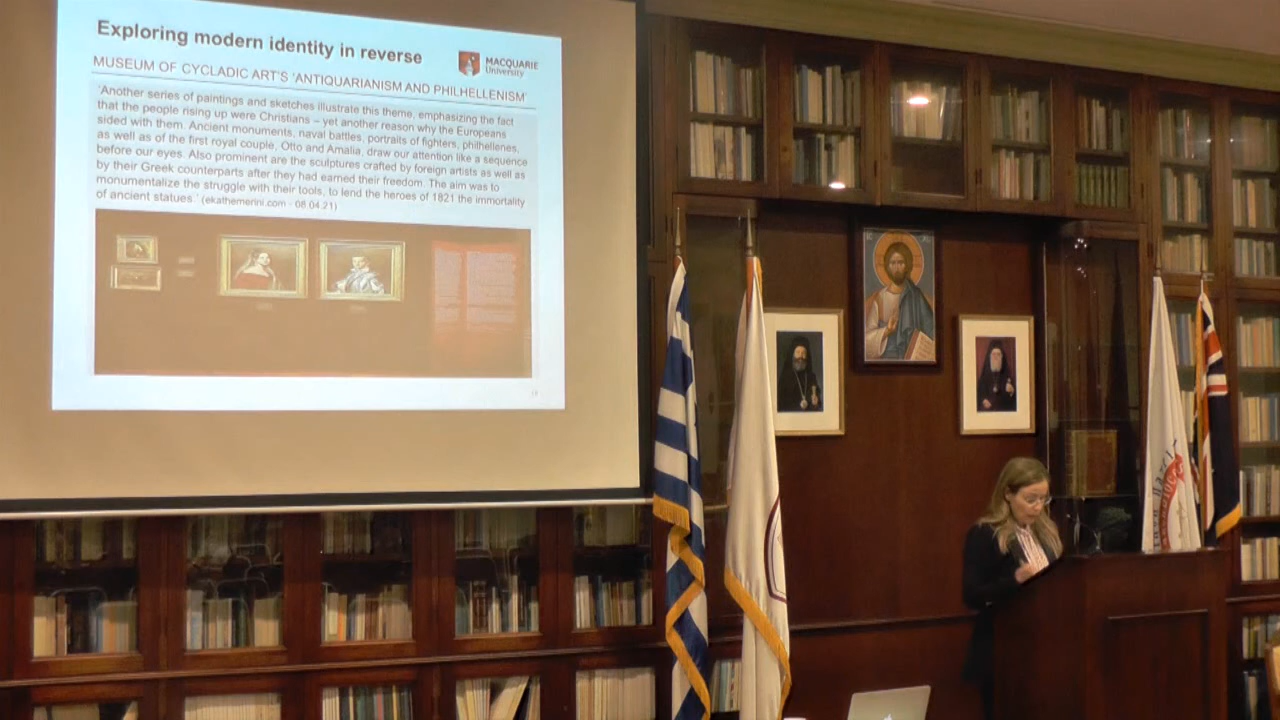 Exploring modern identity in reverse
MACQUARIE
University
MUSEUM OF CYCLADIC ART'S 'ANTIQUARIANISM AND PHILHELLENISM'
'Another series of paintings and sketches illustrate this theme, emphasizing the fact
that the people rising up were Christians – yet another reason why the Europeans
sided with them. Ancient monuments, naval battles, portraits of fighters, philhellenes,
as well as of the first royal couple, Otto and Amalia, draw our attention like a sequence
before our eyes. Also prominent are the sculptures crafted by foreign artists as well as
by their Greek counterparts after they had earned their freedom. The aim was to
monumentalize the struggle with their tools, to lend the heroes of 1821 the immortality
of ancient statues.' (ekathemerini.com - 08.04.21)